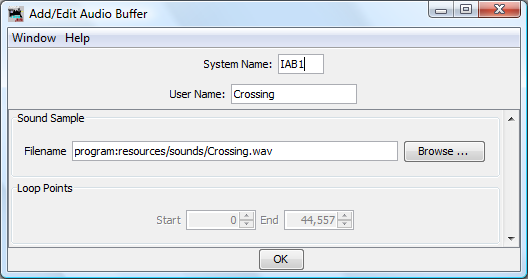 Add/Edit Audio Buffer
Window Help
System Name: IAB1
User Name: Crossing
Sound Sample
Filename program:resources/sounds/Crossing.wav Browse ...
Loop Points
Start 0 End 44,557
OK